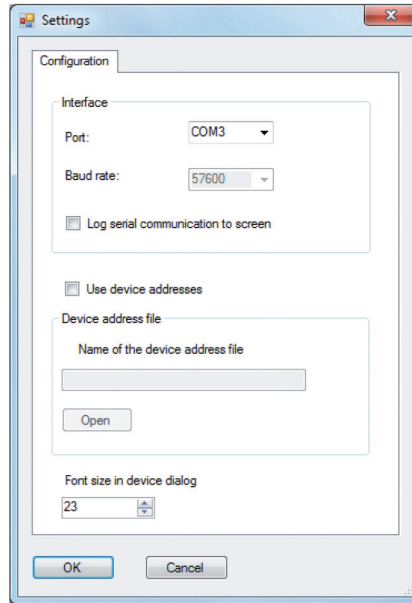 Settings
Configuration
Interface
Port: COM3
Baud rate: 57600
Log serial communication to screen
Use device addresses
Device address file
Name of the device address file
Open
Font size in device dialog
23
OK Cancel